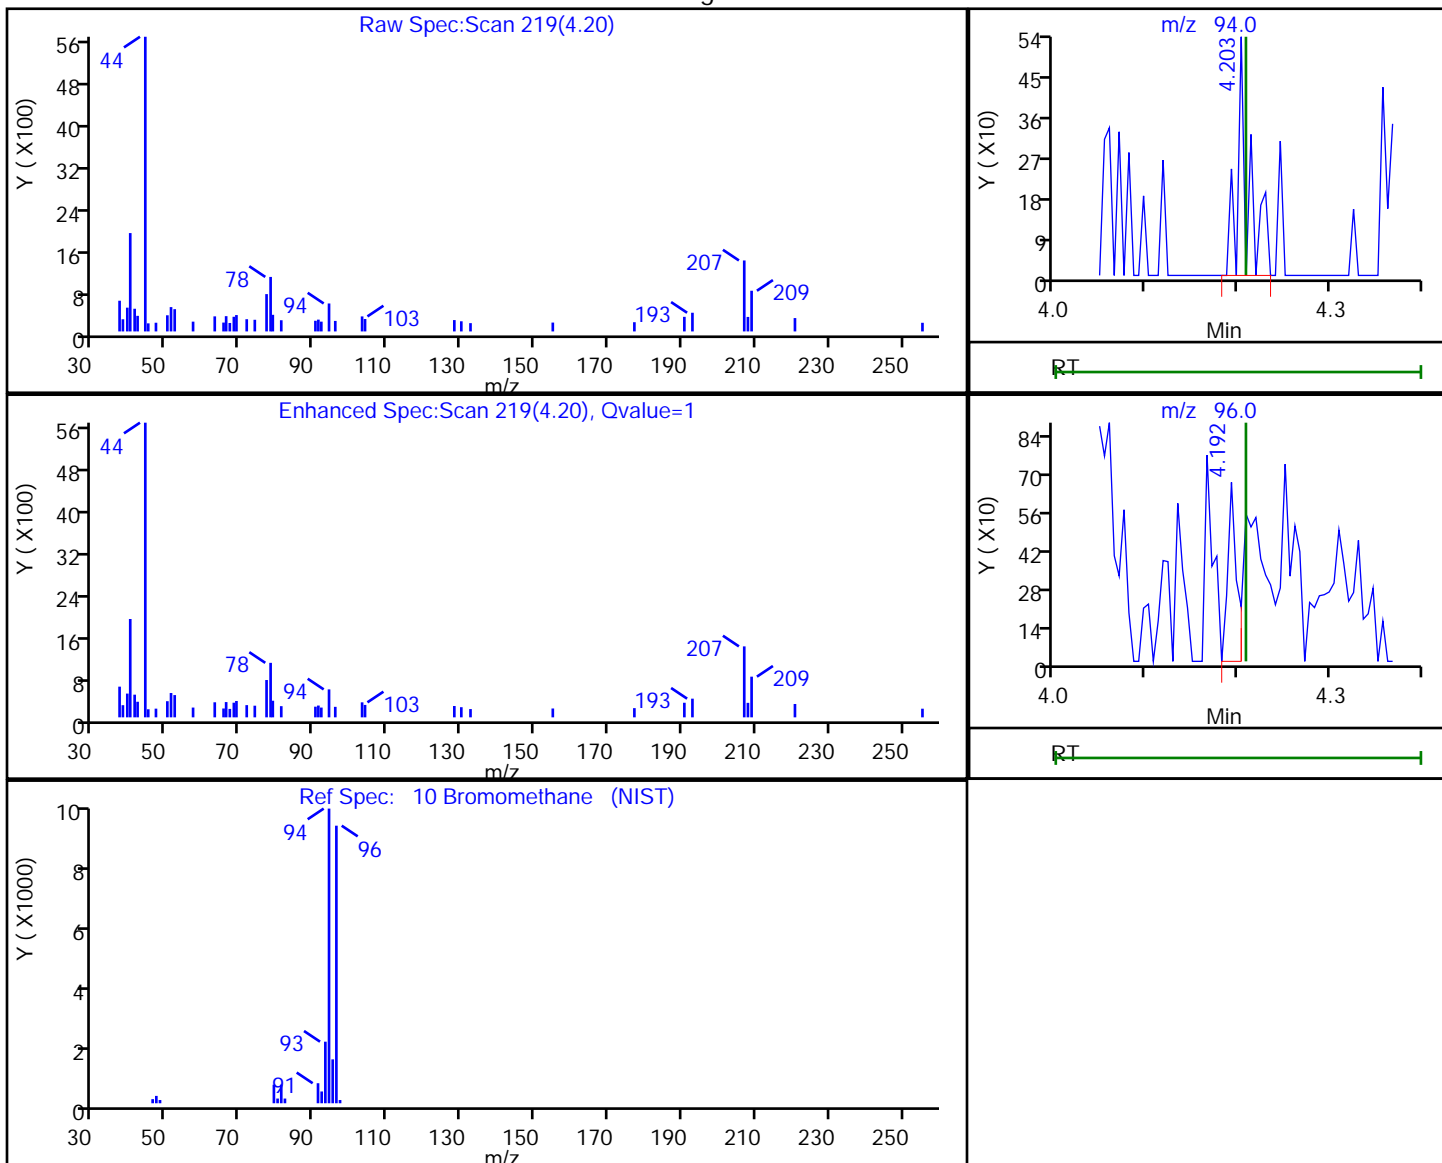 Raw Spec:Scan 219(4.20)
Y ( X100)
56
48
40
32
24
16
8
0
44
78
94
103
193
207
209
30 50 70 90 110 130 150 170 190 210 230 250
m/z
m/z 94.0
Y ( X10)
54
45
36
27
18
9
0
4.203
4.0 4.3
Min
RT
Enhanced Spec:Scan 219(4.20), Qvalue=1
Y ( X100)
56
48
40
32
24
16
8
0
44
78
94
103
193
207
209
30 50 70 90 110 130 150 170 190 210 230 250
m/z
m/z 96.0
Y ( X10)
84
70
56
42
28
14
0
4.192
4.0 4.3
Min
RT
Ref Spec: 10 Bromomethane (NIST)
Y ( X1000)
10
8
6
4
2
0
94
96
93
91
30 50 70 90 110 130 150 170 190 210 230 250
m/z